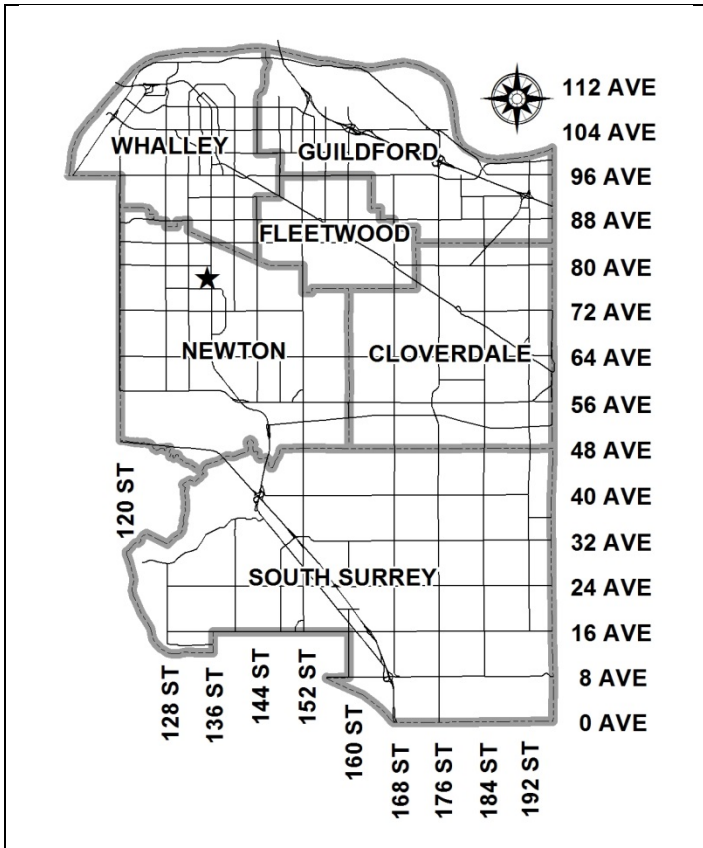 112 AVE
104 AVE
WHALLEY
GUILDFORD
96 AVE
88 AVE
FLEETWOOD
80 AVE
72 AVE
NEWTON
CLOVERDALE
64 AVE
56 AVE
48 AVE
120 ST
40 AVE
32 AVE
SOUTH SURREY
24 AVE
16 AVE
128 ST
136 ST
144 ST
152 ST
160 ST
8 AVE
0 AVE
168 ST
176 ST
184 ST
192 ST